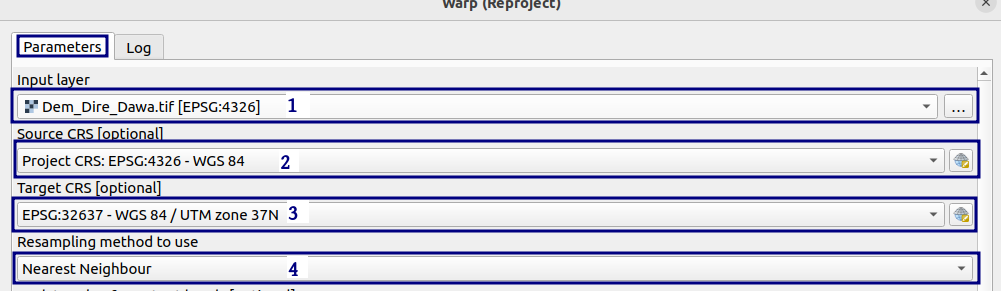 Warp (Reproject)
Parameters
Log
Input layer
Dem_Dire_Dawa.tif [EPSG:4326] 1
...
Source CRS [optional]
Project CRS: EPSG:4326 - WGS 84 2
Target CRS [optional]
EPSG:32637 - WGS 84 / UTM zone 37N 3
Resampling method to use
Nearest Neighbour 4